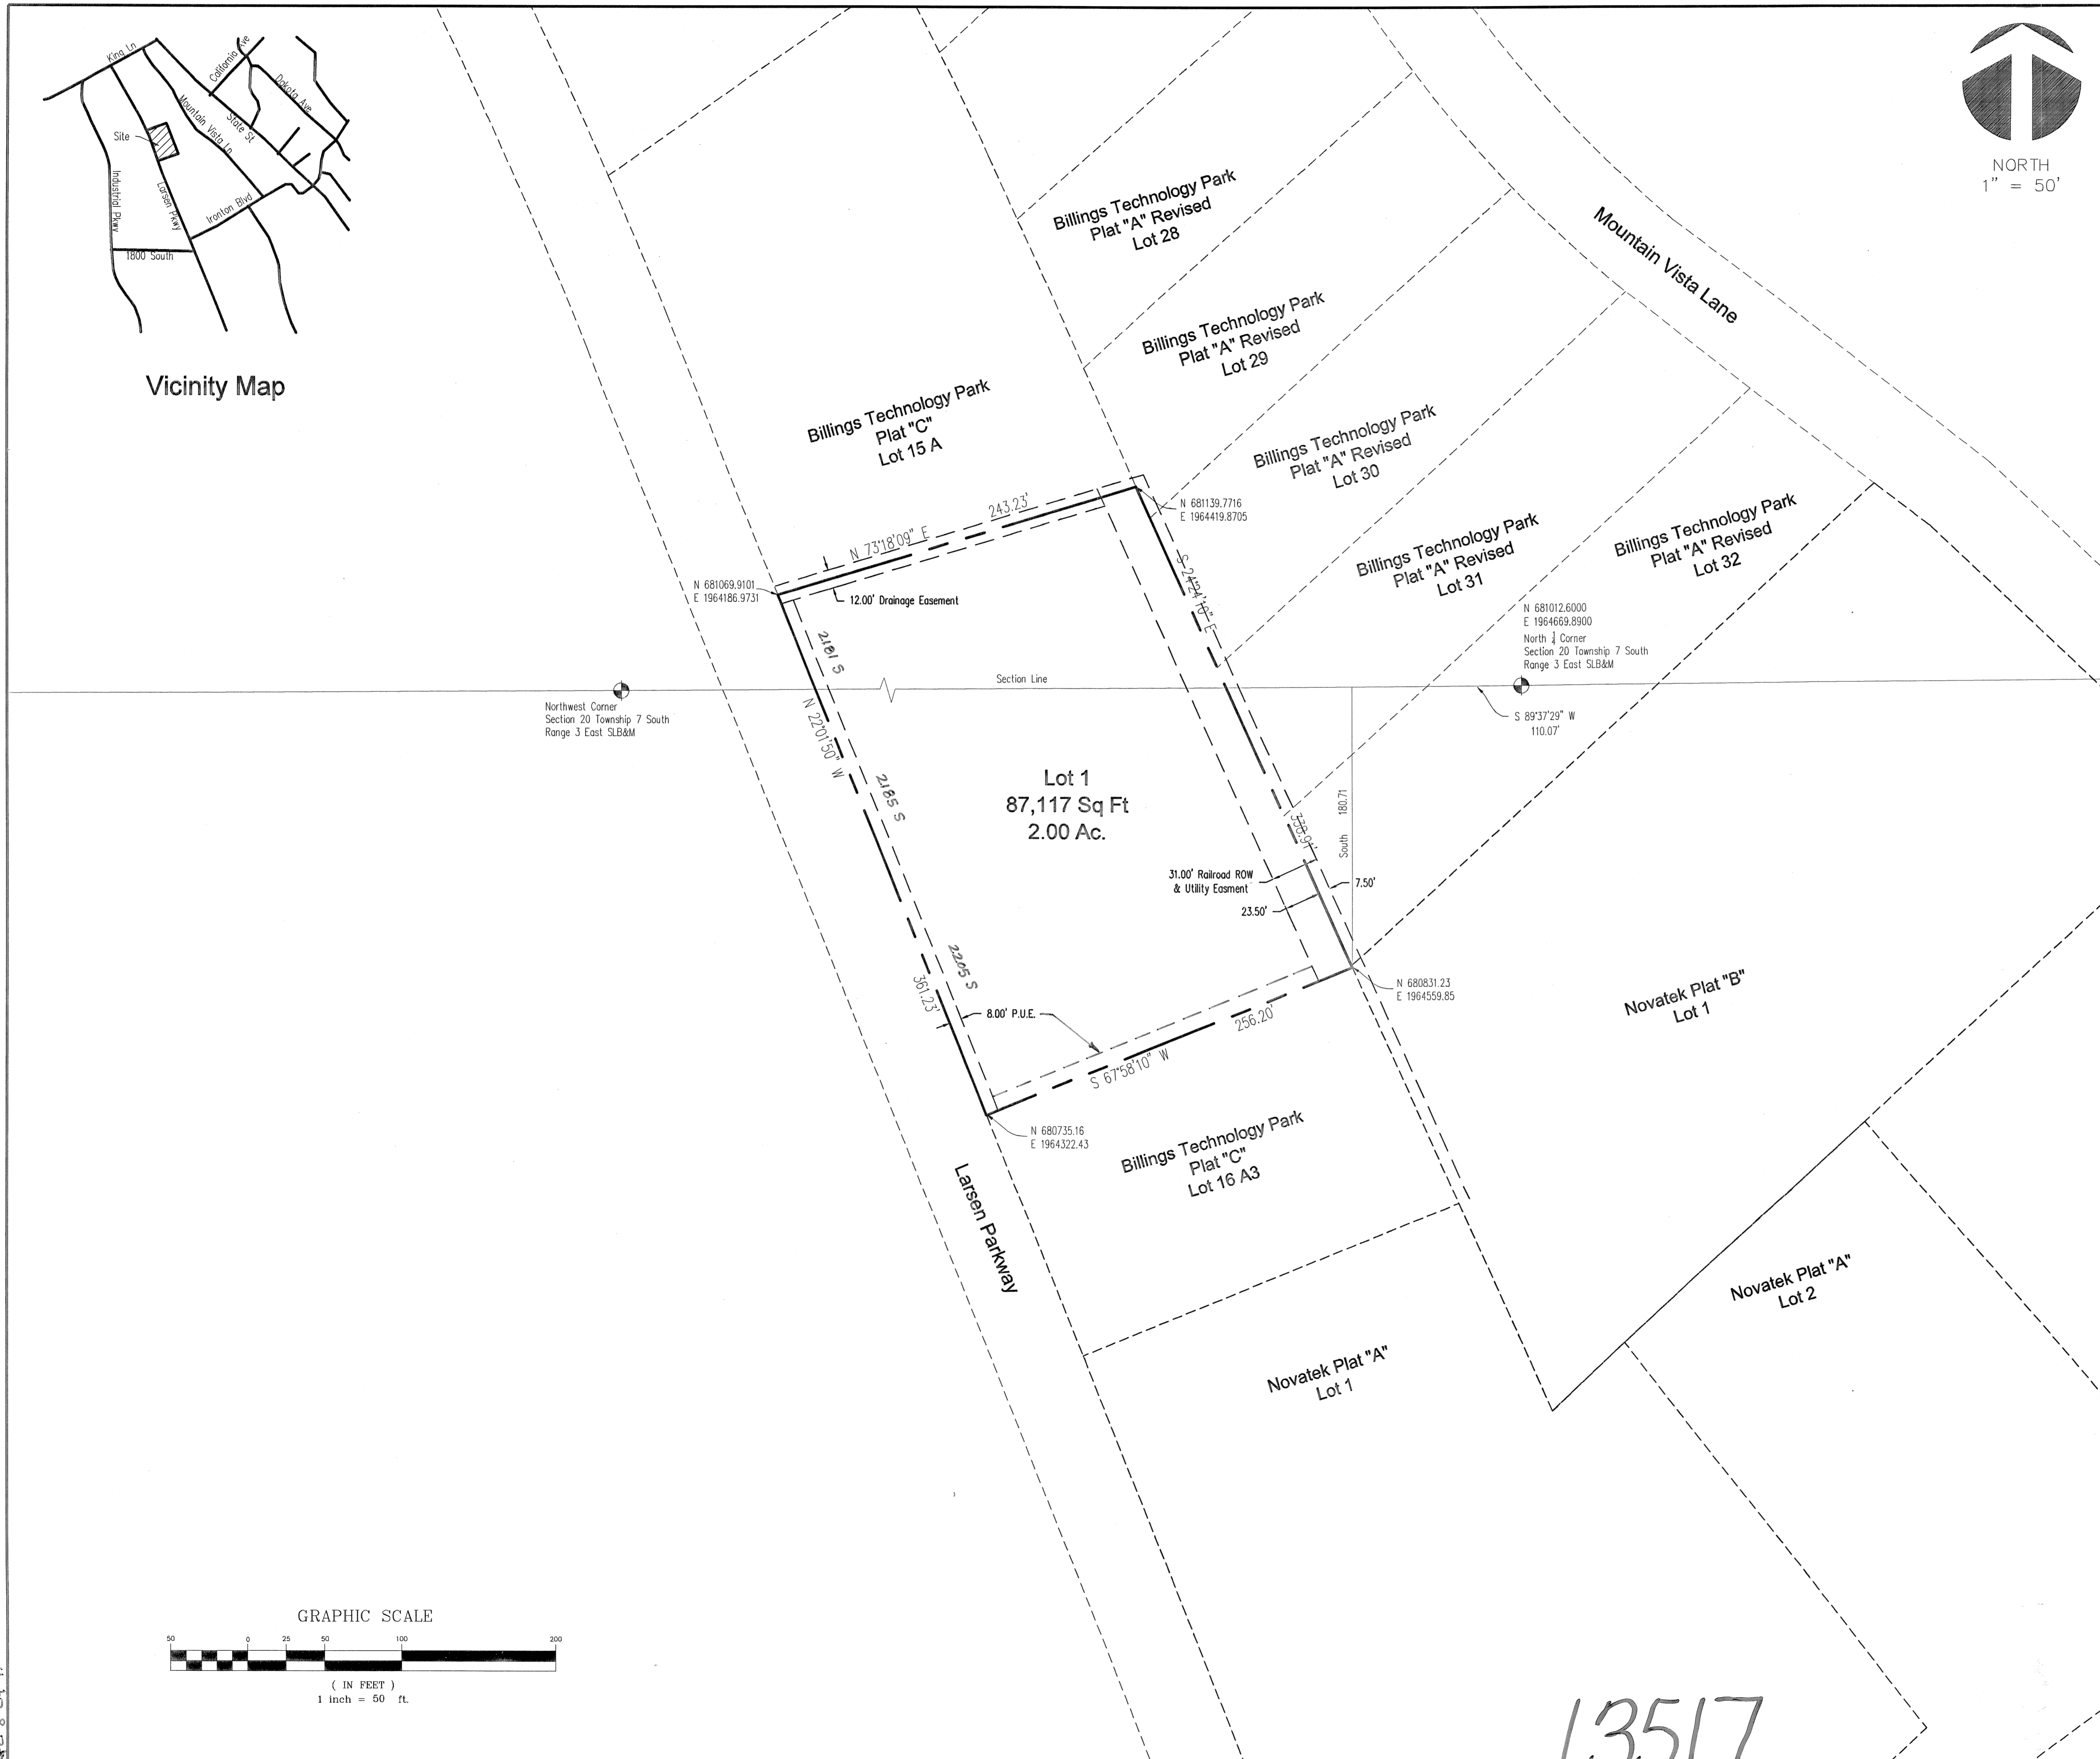 King Ln
California Ave
Dakota Ave
Mountain Vista Ln
State St
Site
Industrial Pkwy
Larsen Pkwy
Ironton Blvd
1800 South
Vicinity Map
NORTH
1" = 50'
Mountain Vista Lane
Billings Technology Park
Plat "A" Revised
Lot 28
Billings Technology Park
Plat "A" Revised
Lot 29
Billings Technology Park
Plat "C"
Lot 15 A
Billings Technology Park
Plat "A" Revised
Lot 30
Billings Technology Park
Plat "A" Revised
Lot 31
Billings Technology Park
Plat "A" Revised
Lot 32
N 681139.7716
E 1964419.8705
N 73°18'09" E
243.23'
N 681069.9101
E 1964186.9731
12.00' Drainage Easement
S 24°24'10" E
338.91'
N 681012.6000
E 1964669.8900
North 1/4 Corner
Section 20 Township 7 South
Range 3 East SLB&M
Section Line
Northwest Corner
Section 20 Township 7 South
Range 3 East SLB&M
S 89°37'29" W
110.07'
2181 S
N 22°01'50" W
361.23'
2185 S
2205 S
Lot 1
87,117 Sq Ft
2.00 Ac.
South 180.71
31.00' Railroad ROW
& Utility Easment
7.50'
23.50'
8.00' P.U.E.
N 680831.23
E 1964559.85
256.20'
S 67°58'10" W
N 680735.16
E 1964322.43
Novatek Plat "B"
Lot 1
Billings Technology Park
Plat "C"
Lot 16 A3
Larsen Parkway
Novatek Plat "A"
Lot 2
Novatek Plat "A"
Lot 1
GRAPHIC SCALE
50 0 25 50 100 200
( IN FEET )
1 inch = 50 ft.
13517